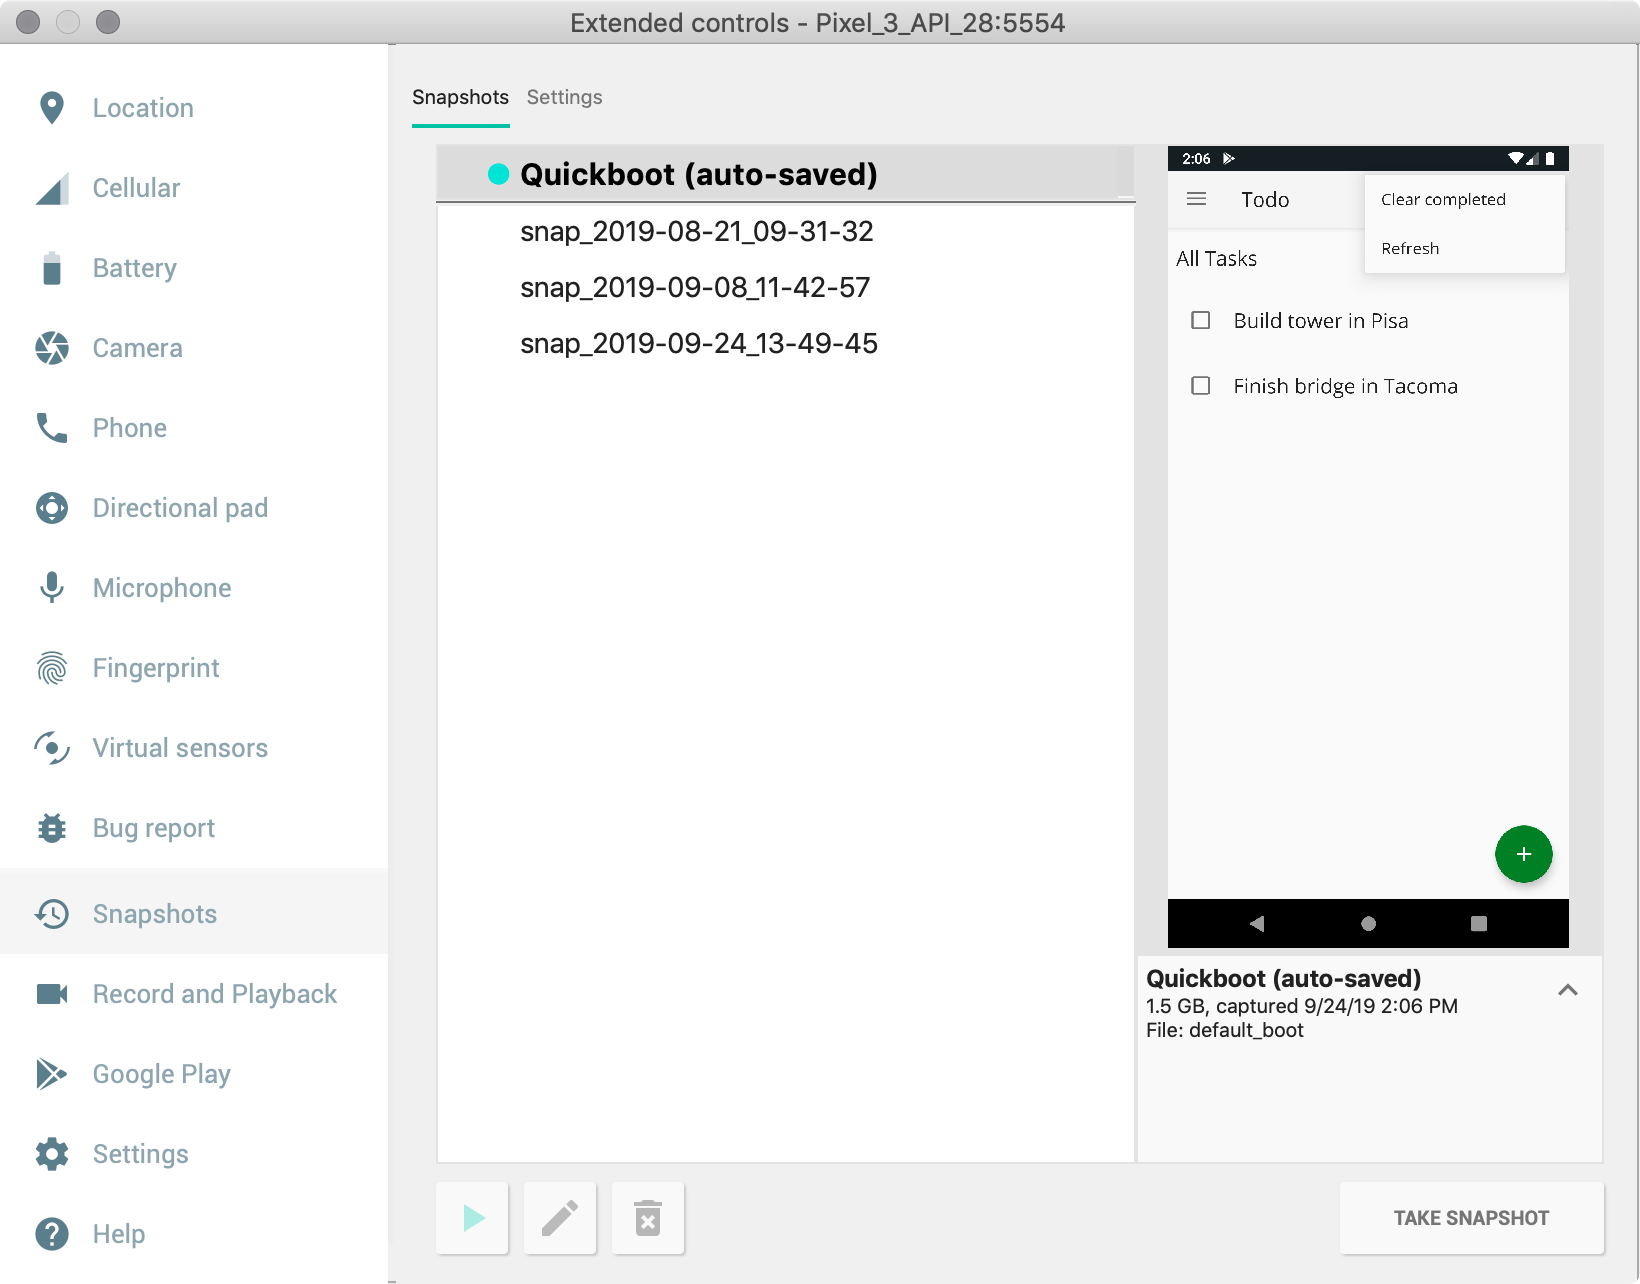 Extended controls - Pixel_3_API_28:5554
Location
Cellular
Battery
Camera
Phone
Directional pad
Microphone
Fingerprint
Virtual sensors
Bug report
Snapshots
Record and Playback
Google Play
Settings
Help
Snapshots Settings
Quickboot (auto-saved)
snap_2019-08-21_09-31-32
snap_2019-09-08_11-42-57
snap_2019-09-24_13-49-45
2:06
Todo
Clear completed
Refresh
All Tasks
Build tower in Pisa
Finish bridge in Tacoma
Quickboot (auto-saved)
1.5 GB, captured 9/24/19 2:06 PM
File: default_boot
TAKE SNAPSHOT